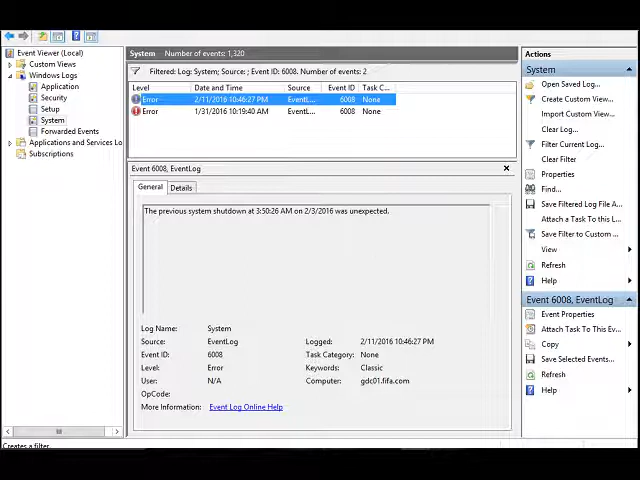 Event Viewer (Local)
Custom Views
Windows Logs
Application
Security
Setup
System
Forwarded Events
Applications and Services Lo
Subscriptions
System Number of events: 1,320
Filtered: Log: System; Source: ; Event ID: 6008. Number of events: 2
Level Date and Time Source Event ID Task C...
Error 2/11/2016 10:46:27 PM EventL... 6008 None
Error 1/31/2016 10:19:40 AM EventL... 6008 None
Event 6008, EventLog
General Details
The previous system shutdown at 3:50:26 AM on 2/3/2016 was unexpected.
Log Name: System
Source: EventLog Logged: 2/11/2016 10:46:27 PM
Event ID: 6008 Task Category: None
Level: Error Keywords: Classic
User: N/A Computer: gdc01.fifa.com
OpCode:
More Information: Event Log Online Help
Actions
System
Open Saved Log...
Create Custom View...
Import Custom View...
Clear Log...
Filter Current Log...
Clear Filter
Properties
Find...
Save Filtered Log File A...
Attach a Task To this L...
Save Filter to Custom ...
View
Refresh
Help
Event 6008, EventLog
Event Properties
Attach Task To This Ev...
Copy
Save Selected Events...
Refresh
Help
Creates a filter.